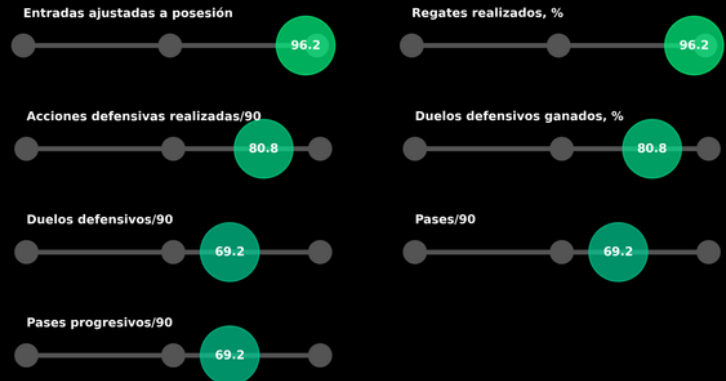 Entradas ajustadas a posesión
Regates realizados, %
96.2
96.2
Acciones defensivas realizadas/90
Duelos defensivos ganados, %
80.8
80.8
Duelos defensivos/90
Pases/90
69.2
69.2
Pases progresivos/90
69.2